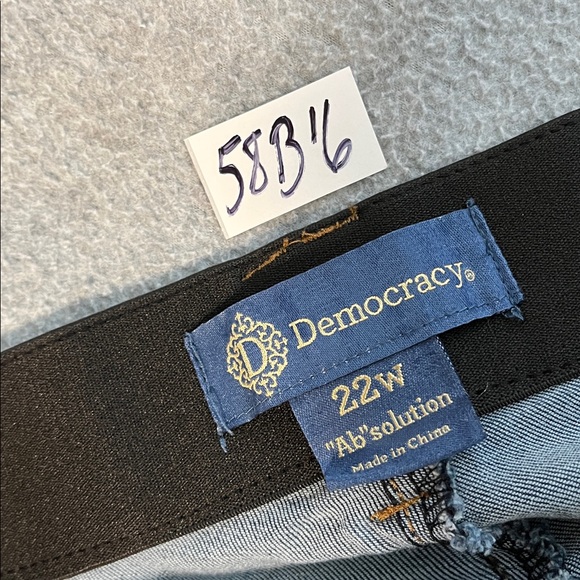 58B'6
D Democracy®
22W
"Ab"solution
Made in China